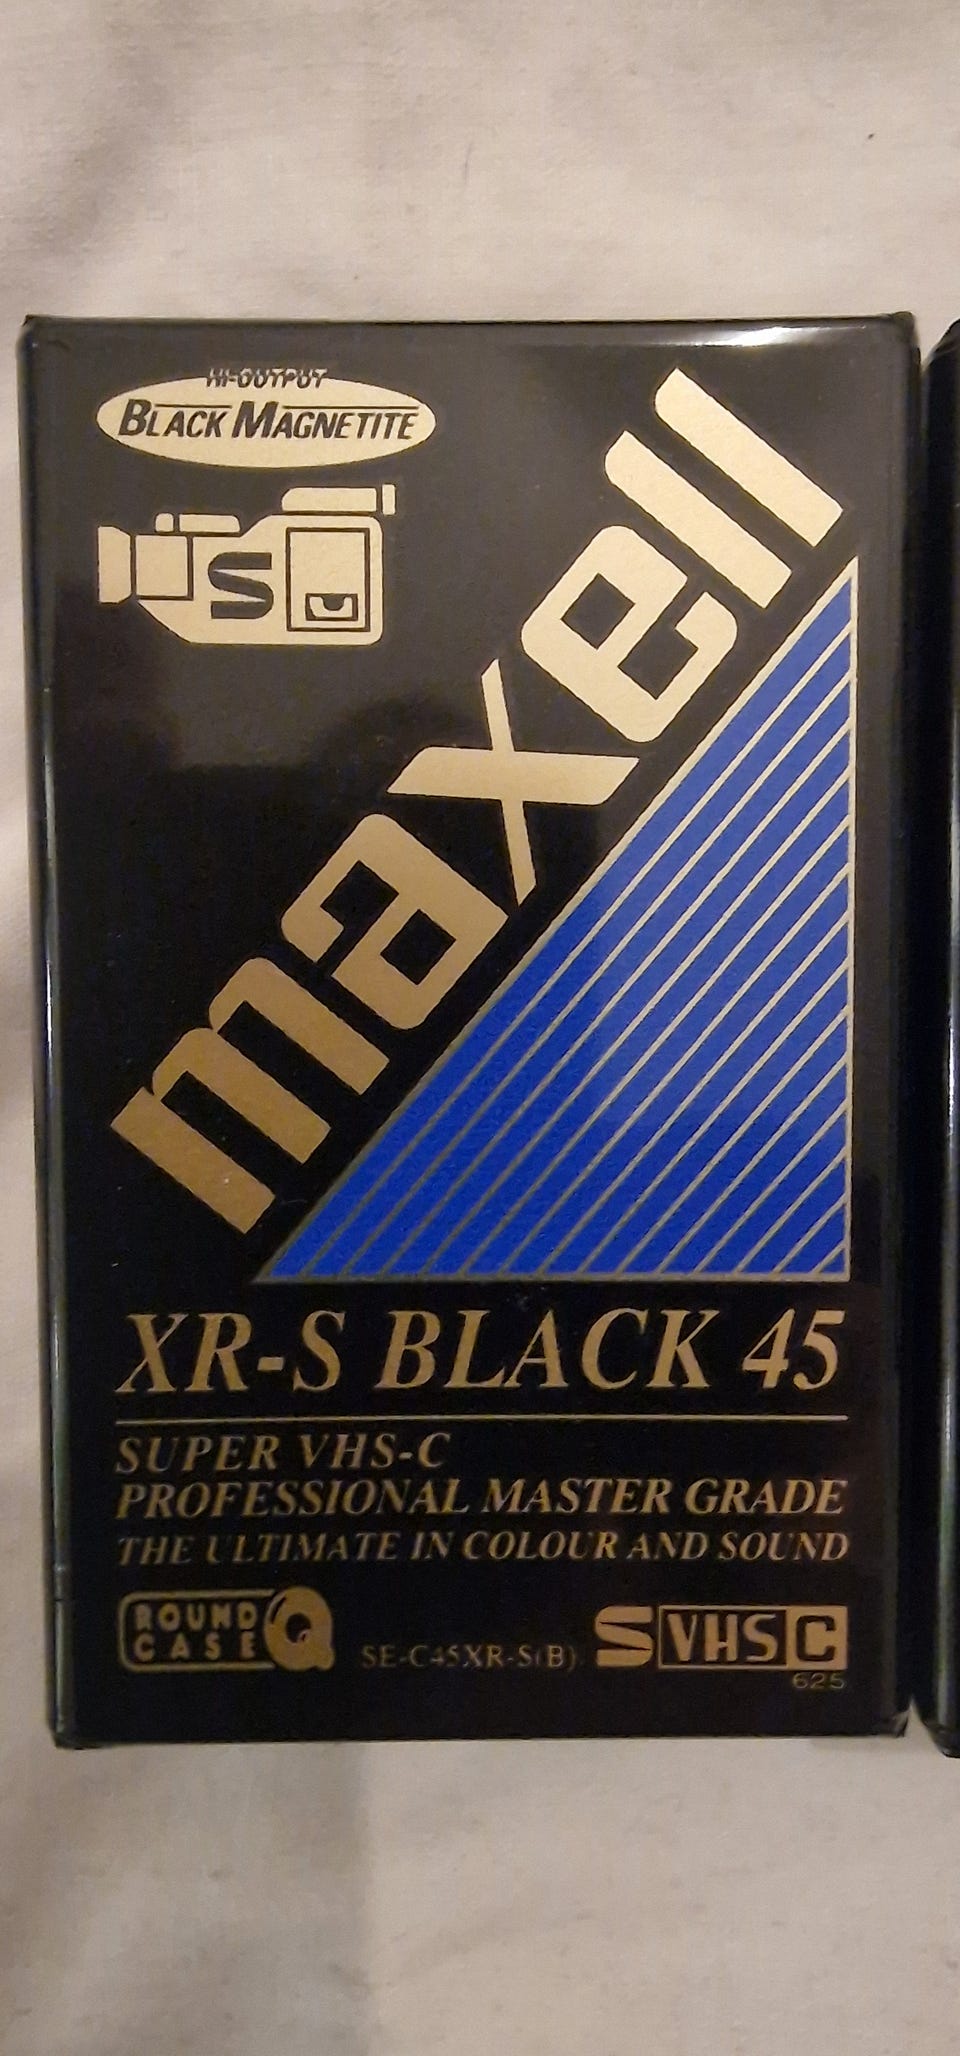 HI-OUTPUT
BLACK MAGNETITE
S
maxell
XR-S BLACK 45
SUPER VHS-C
PROFESSIONAL MASTER GRADE
THE ULTIMATE IN COLOUR AND SOUND
ROUND
CASE Q
SE-C45XR-S(B)
S VHS C
625